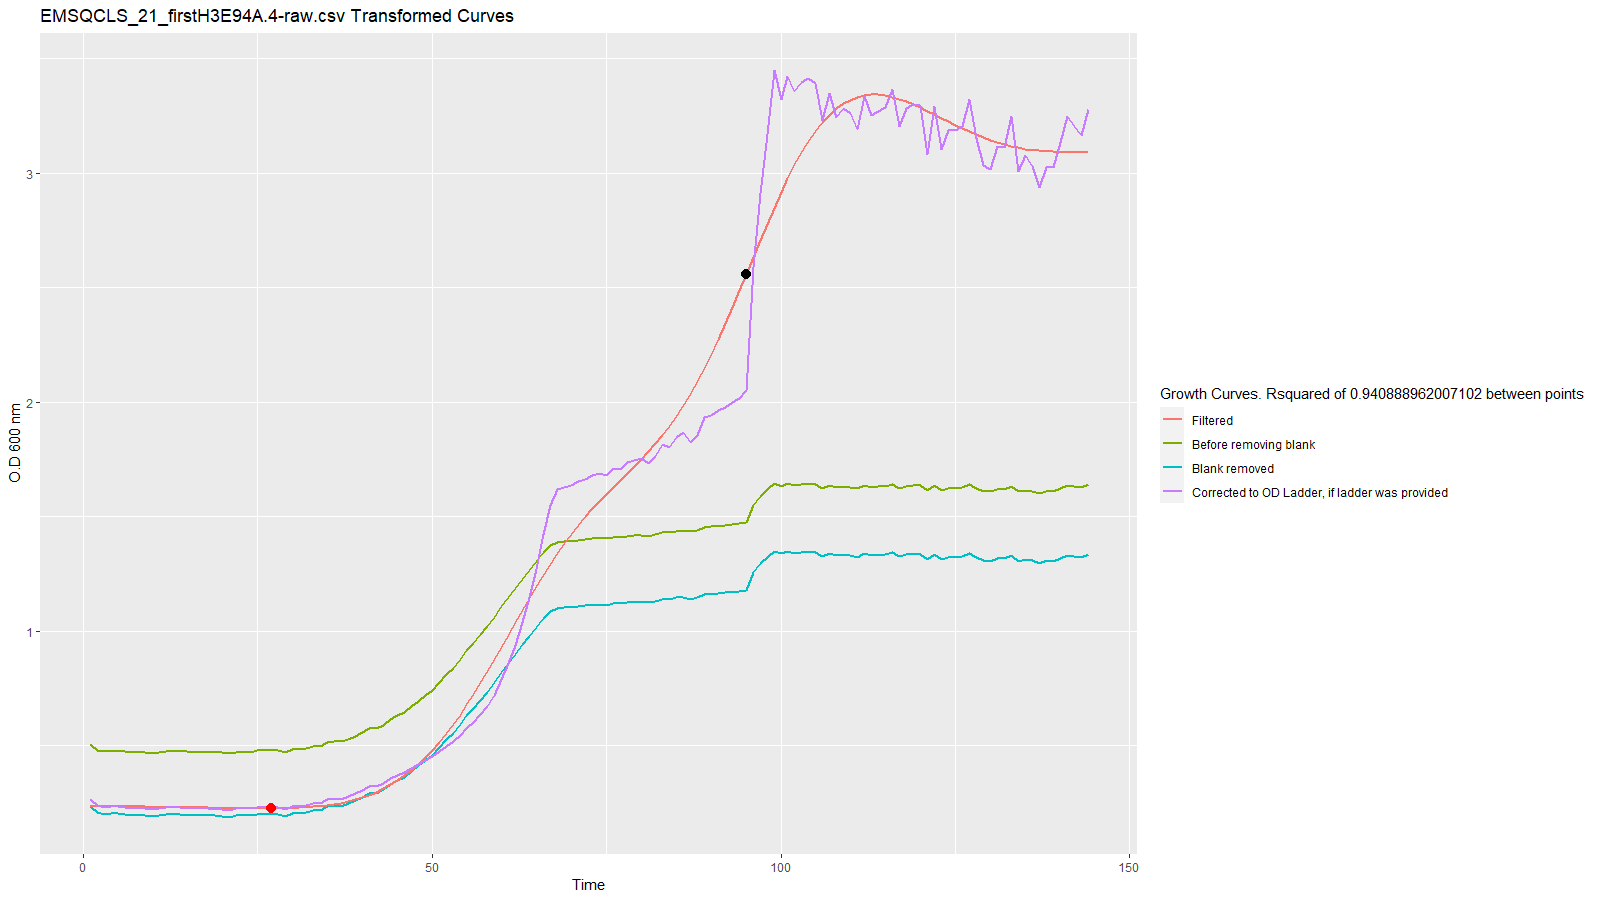 EMSQCLS_21_firstH3E94A.4-raw.csv Transformed Curves
O.D 600 nm
3
2
1
0
50
100
150
Time
Growth Curves. Rsquared of 0.940888962007102 between points
Filtered
Before removing blank
Blank removed
Corrected to OD Ladder, if ladder was provided